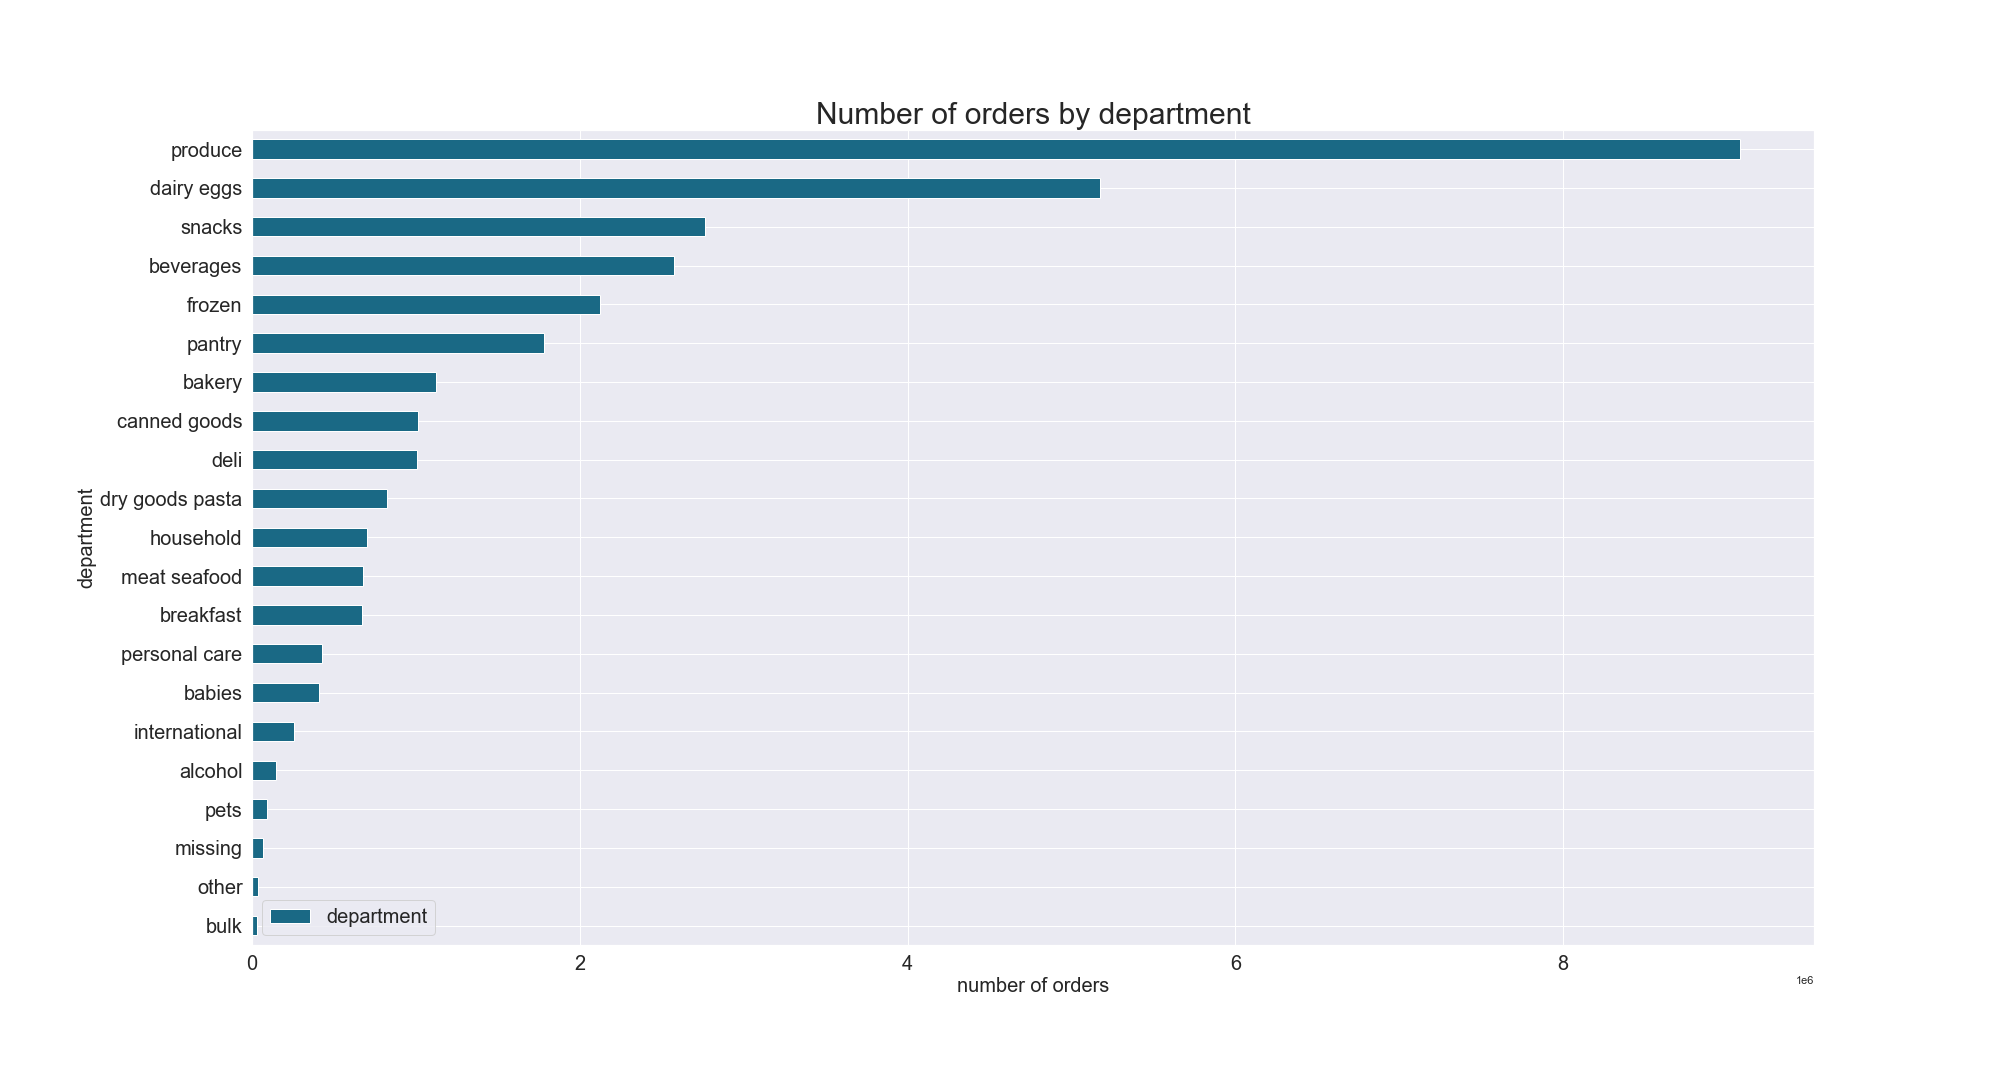 Number of orders by department
produce
dairy eggs
snacks
beverages
frozen
pantry
bakery
canned goods
deli
dry goods pasta
household
meat seafood
breakfast
personal care
babies
international
alcohol
pets
missing
other
bulk
department
department
0 2 4 6 8
1e6
number of orders